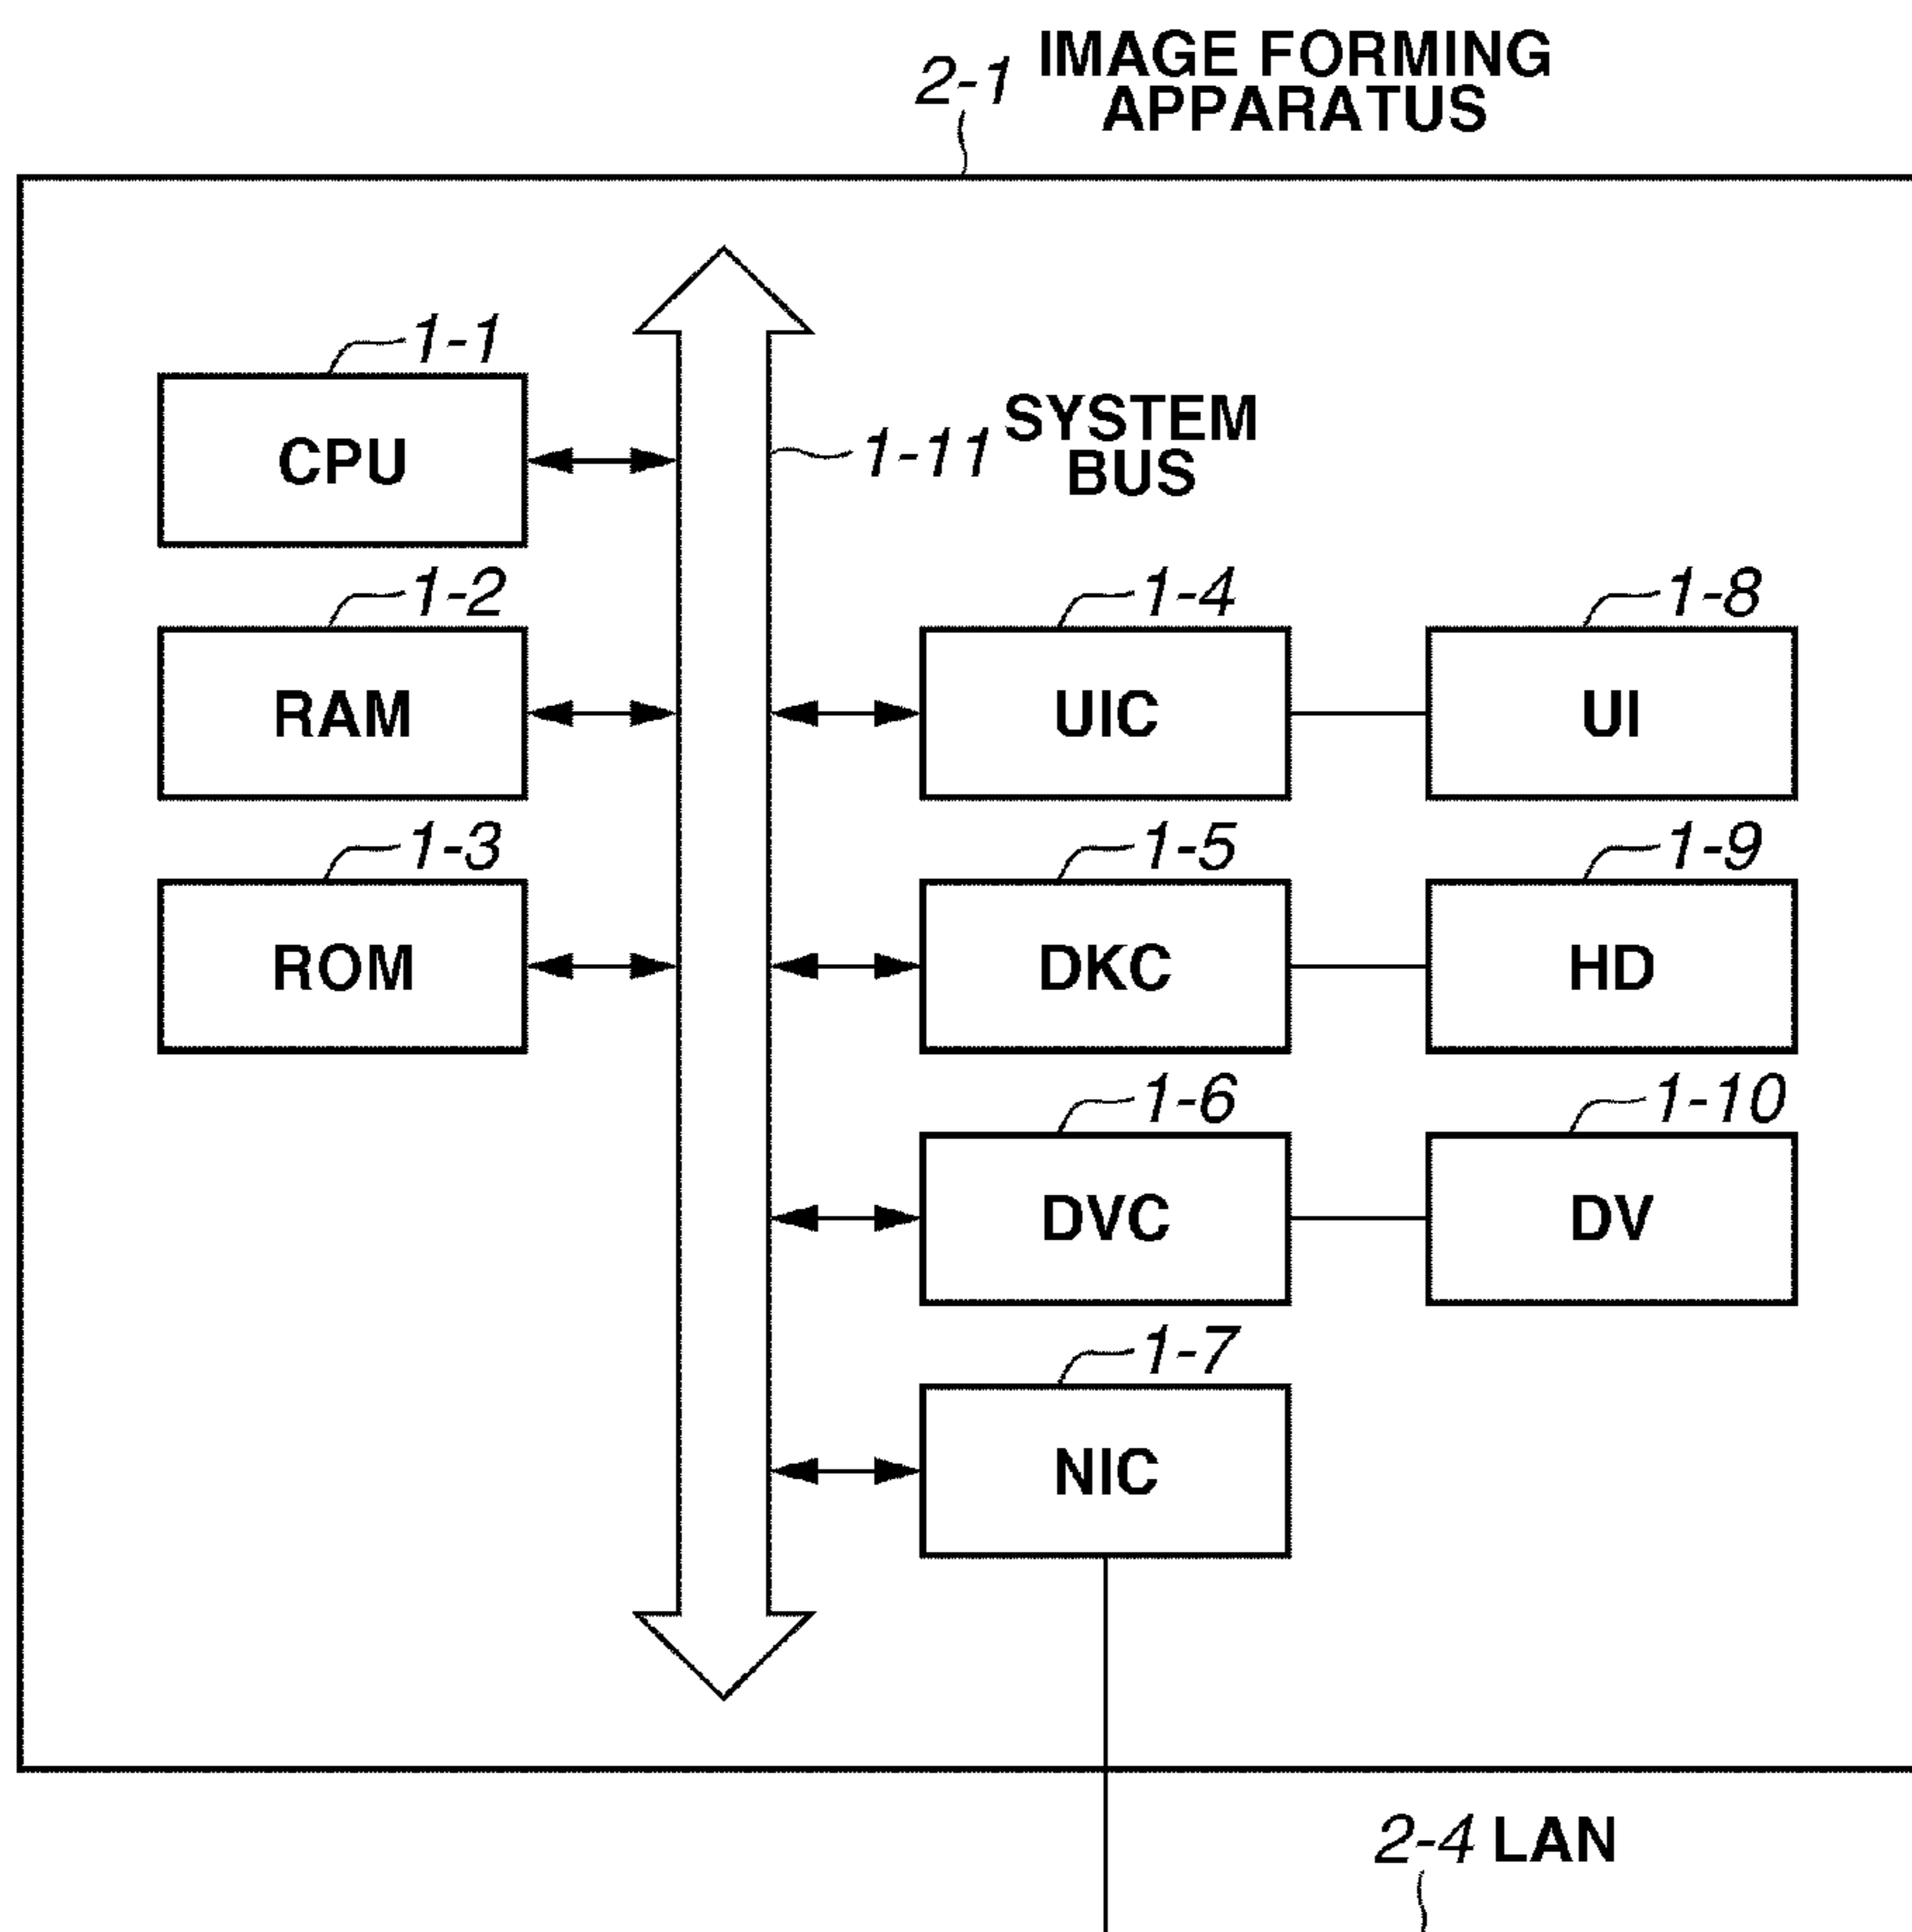 2-1 IMAGE FORMING
APPARATUS
1-1
CPU
1-11 SYSTEM
BUS
1-2
RAM
1-4
UIC
1-8
UI
1-3
ROM
1-5
DKC
1-9
HD
1-6
DVC
1-10
DV
1-7
NIC
2-4 LAN